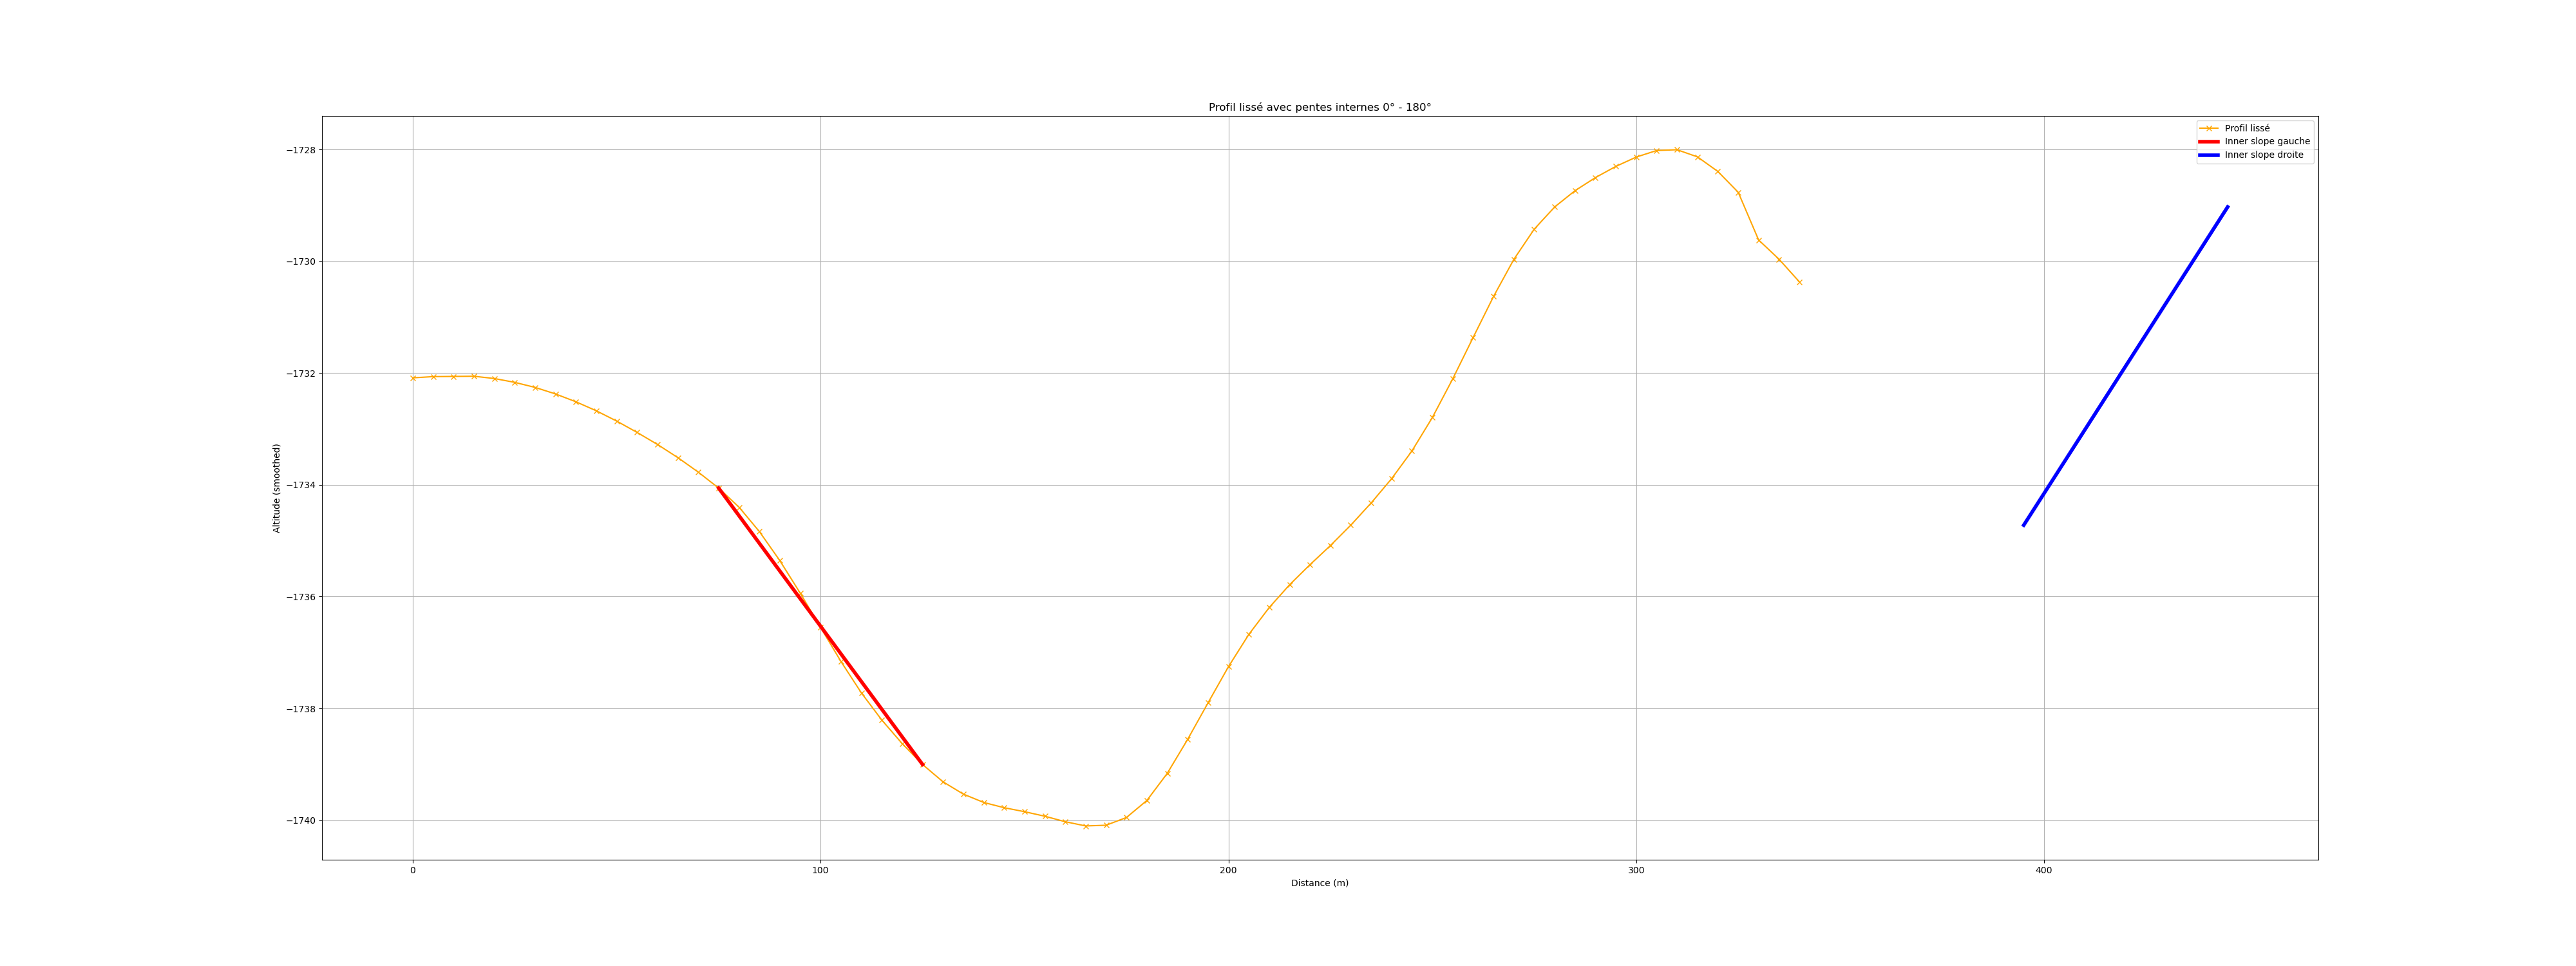 Profil lissé avec pentes internes 0° - 180°
Profil lissé
Inner slope gauche
Inner slope droite
−1728
−1730
−1732
−1734
−1736
−1738
−1740
Altitude (smoothed)
0
100
200
300
400
Distance (m)